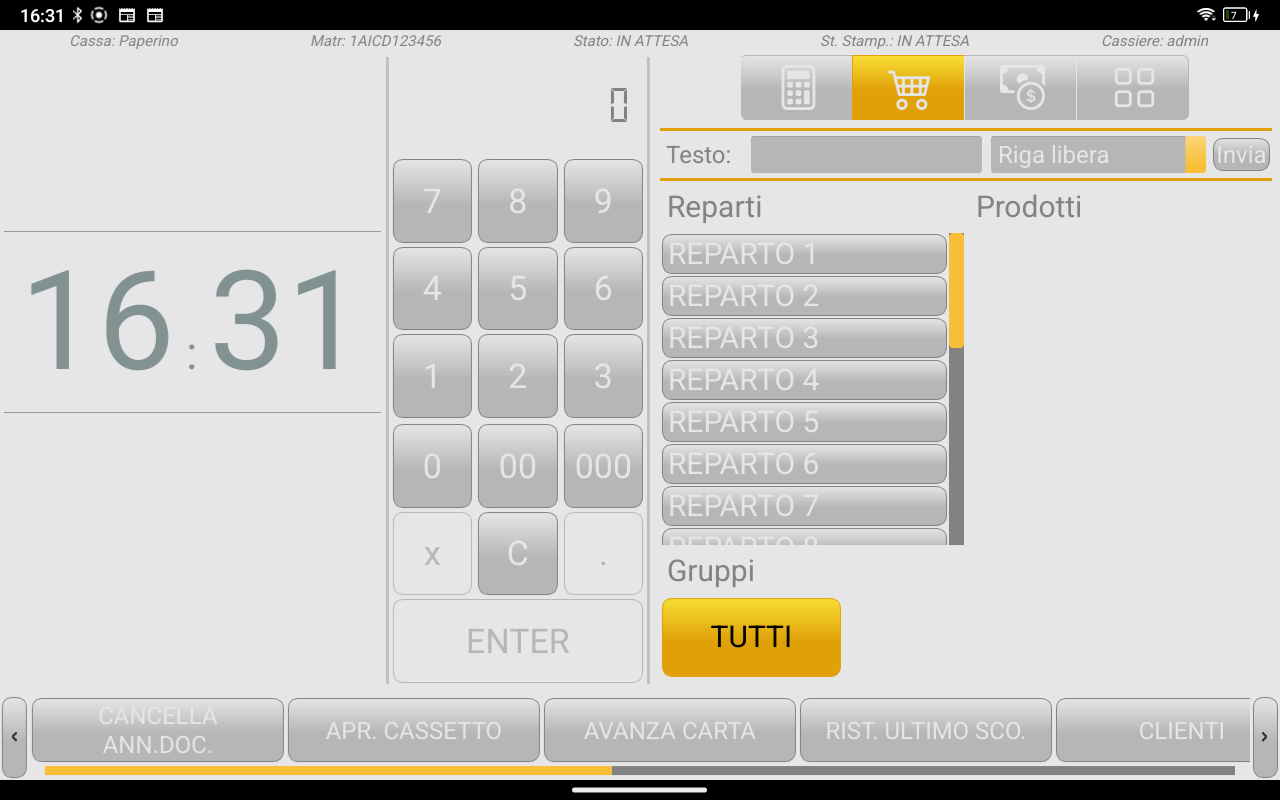 16:31
7
Cassa: Paperino
Matr: 1AICD123456
Stato: IN ATTESA
St. Stamp.: IN ATTESA
Cassiere: admin
0
Testo:
Riga libera
Invia
16:31
7 8 9
4 5 6
1 2 3
0 00 000
x C .
ENTER
Reparti
Prodotti
REPARTO 1
REPARTO 2
REPARTO 3
REPARTO 4
REPARTO 5
REPARTO 6
REPARTO 7
REPARTO 8
Gruppi
TUTTI
CANCELLA
ANN.DOC.
APR. CASSETTO
AVANZA CARTA
RIST. ULTIMO SCO.
CLIENTI